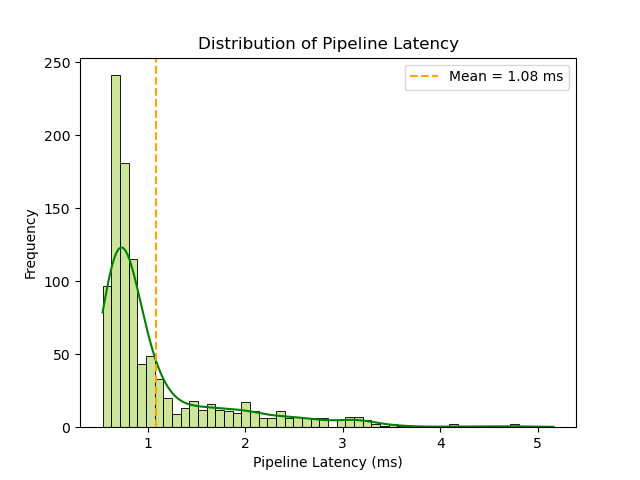 Distribution of Pipeline Latency
Mean = 1.08 ms
250
200
150
100
50
0
Frequency
1
2
3
4
5
Pipeline Latency (ms)